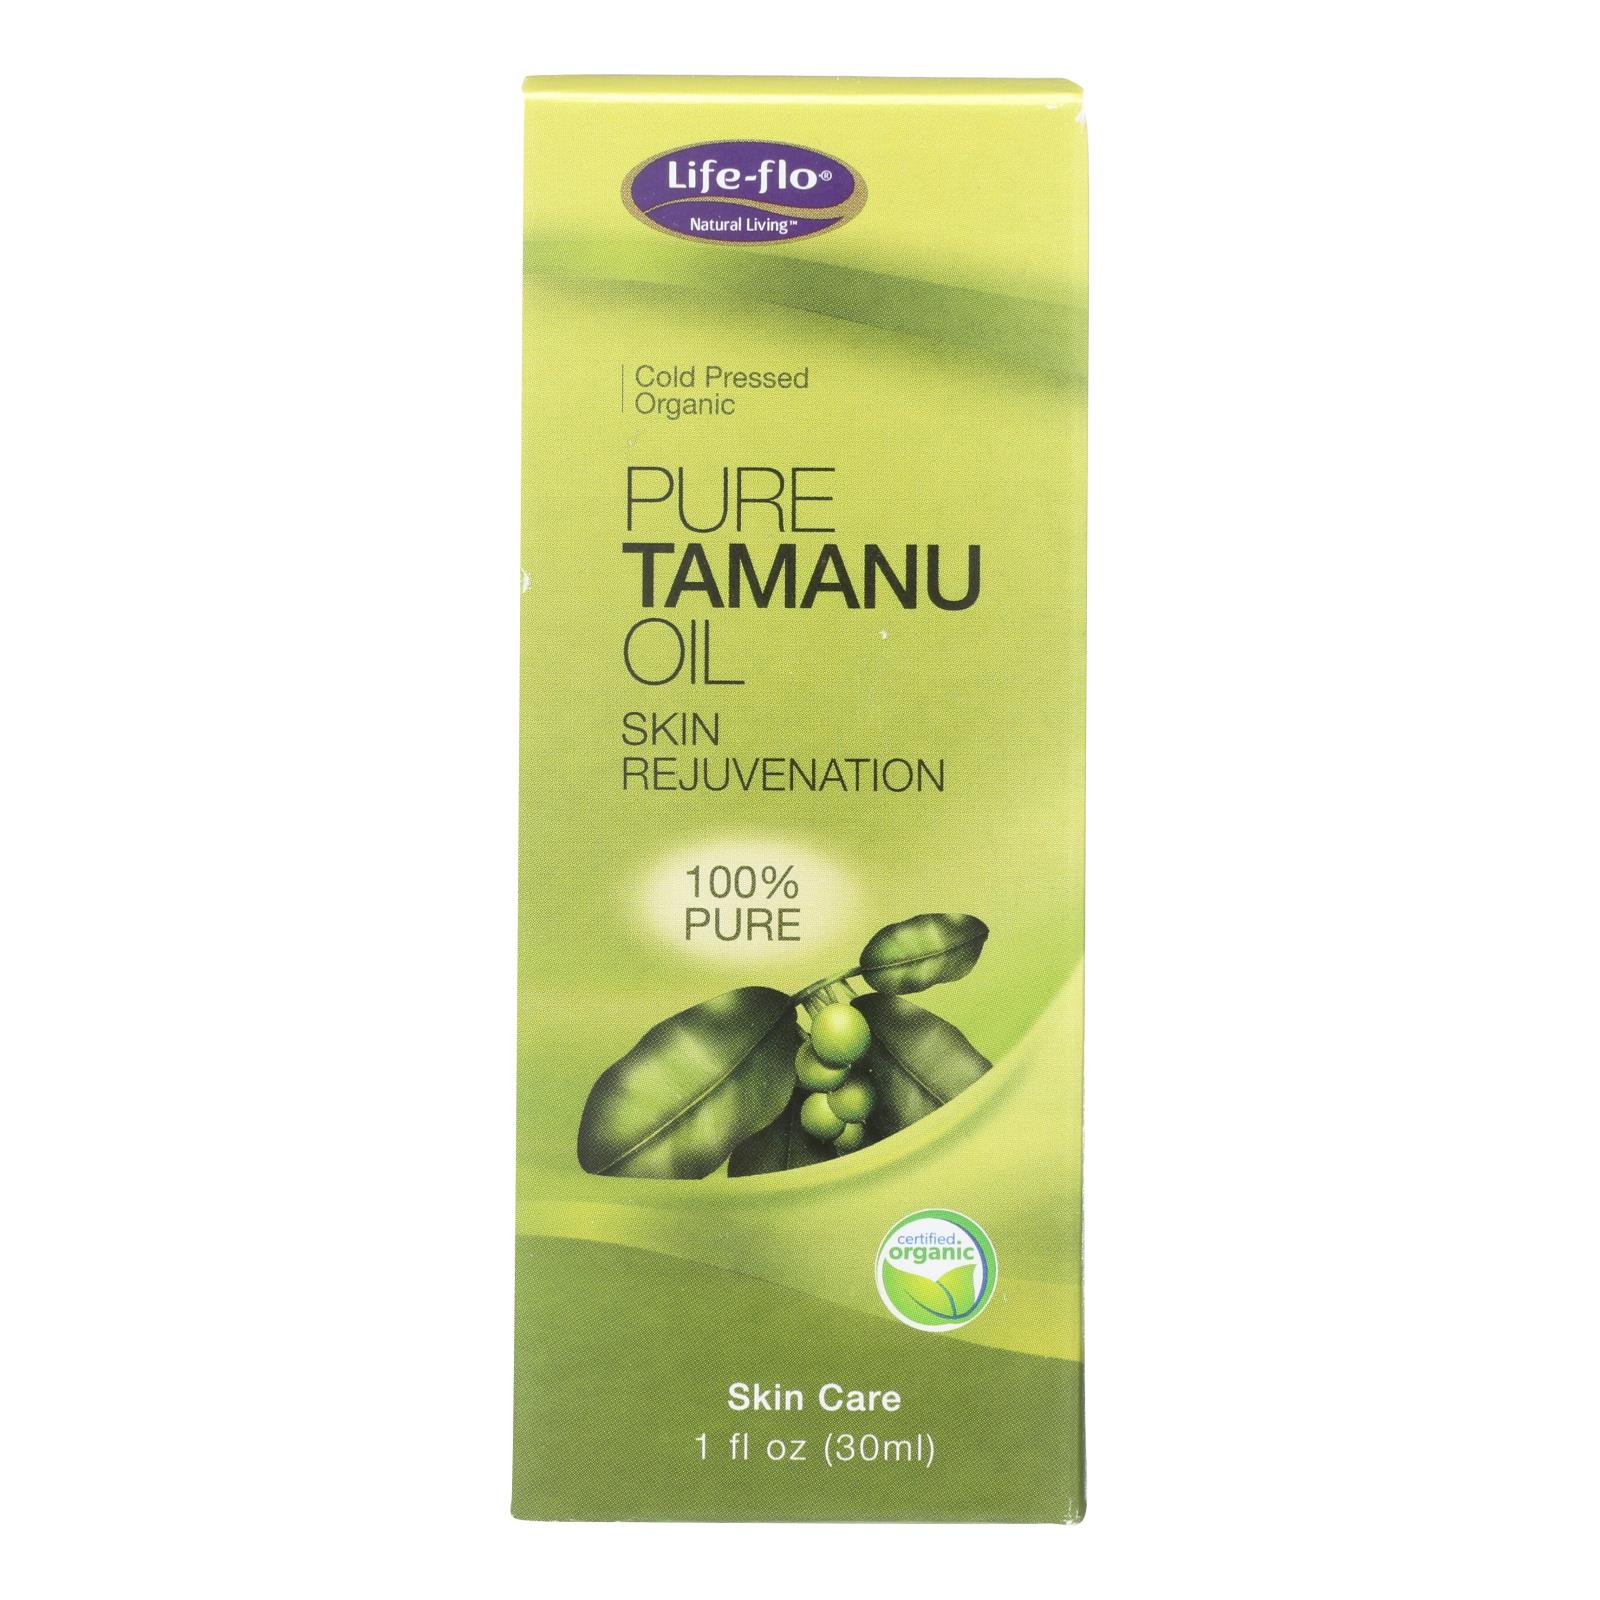 Life-flo®
Natural Living™
Cold Pressed
Organic
PURE
TAMANU
OIL
SKIN
REJUVENATION
100%
PURE
certified
organic
Skin Care
1 fl oz (30ml)